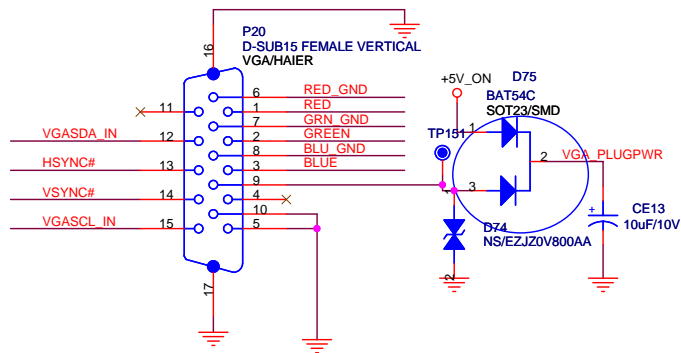 P20
D-SUB15 FEMALE VERTICAL
VGA/HAIER
16
6 RED_GND
11 1 RED
7 GRN_GND
VGASDA_IN 12 2 GREEN
8 BLU_GND
HSYNC# 13 3 BLUE
9
VSYNC# 14 4
10
VGASCL_IN 15 5
17
+5V_ON
D75
BAT54C
SOT23/SMD
TP151
1
2 VGA_PLUGPWR
3
1
D74
NS/EZJZ0V800AA
2
+
CE13
10uF/10V